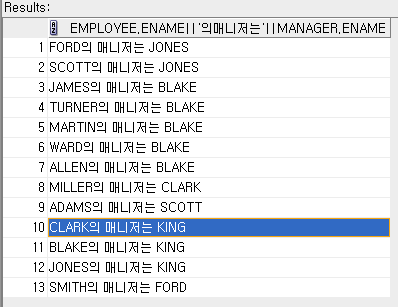 Results:
EMPLOYEE,ENAME||'의매니저는'||MANAGER,ENAME
1 FORD의 매니저는 JONES
2 SCOTT의 매니저는 JONES
3 JAMES의 매니저는 BLAKE
4 TURNER의 매니저는 BLAKE
5 MARTIN의 매니저는 BLAKE
6 WARD의 매니저는 BLAKE
7 ALLEN의 매니저는 BLAKE
8 MILLER의 매니저는 CLARK
9 ADAMS의 매니저는 SCOTT
10 CLARK의 매니저는 KING
11 BLAKE의 매니저는 KING
12 JONES의 매니저는 KING
13 SMITH의 매니저는 FORD